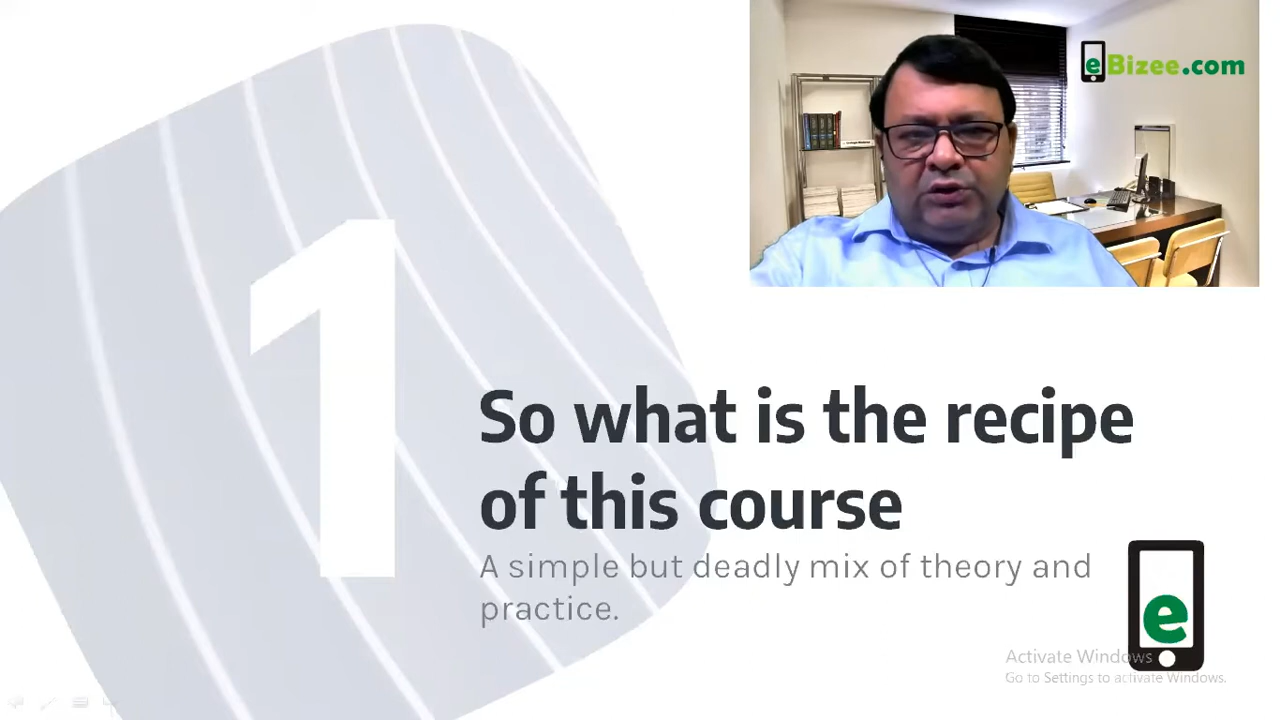 eBizee.com
1
So what is the recipe
of this course
A simple but deadly mix of theory and
practice.
e
Activate Windows
Go to Settings to activate Windows.